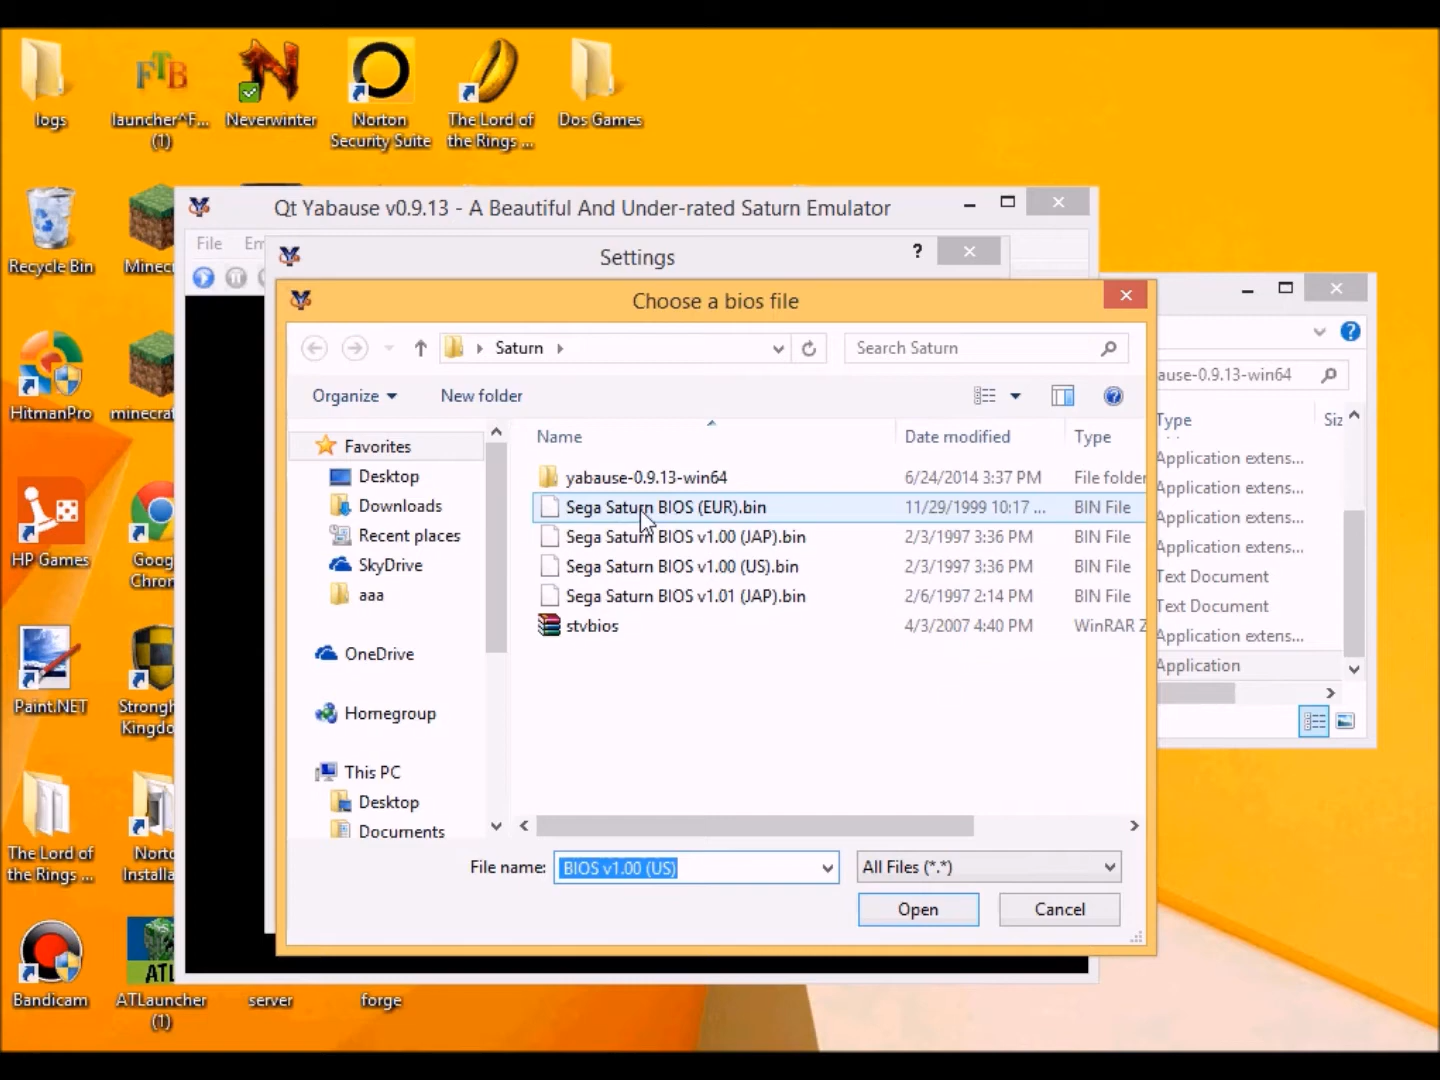 logs
launcher^F...
(1)
Neverwinter
Norton
Security Suite
The Lord of
the Rings ...
Dos Games
Recycle Bin
Minec
HitmanPro
minecraf
HP Games
Goog
Chron
Paint.NET
Strongh
Kingdo
The Lord of
the Rings ...
Norto
Installa
Bandicam
ATL
ATLauncher
(1)
server
forge
Qt Yabause v0.9.13 - A Beautiful And Under-rated Saturn Emulator
File
Em
Settings
?
Choose a bios file
Saturn
Search Saturn
Organize
New folder
Name
Date modified
Type
Favorites
Desktop
Downloads
Recent places
SkyDrive
aaa
OneDrive
Homegroup
This PC
Desktop
Documents
yabause-0.9.13-win64 6/24/2014 3:37 PM File folder
Sega Saturn BIOS (EUR).bin 11/29/1999 10:17 ... BIN File
Sega Saturn BIOS v1.00 (JAP).bin 2/3/1997 3:36 PM BIN File
Sega Saturn BIOS v1.00 (US).bin 2/3/1997 3:36 PM BIN File
Sega Saturn BIOS v1.01 (JAP).bin 2/6/1997 2:14 PM BIN File
stvbios 4/3/2007 4:40 PM WinRAR Z
File name: BIOS v1.00 (US)
All Files (*.*)
Open
Cancel
ause-0.9.13-win64
Type
Siz
Application extens...
Application extens...
Application extens...
Application extens...
Text Document
Text Document
Application extens...
Application